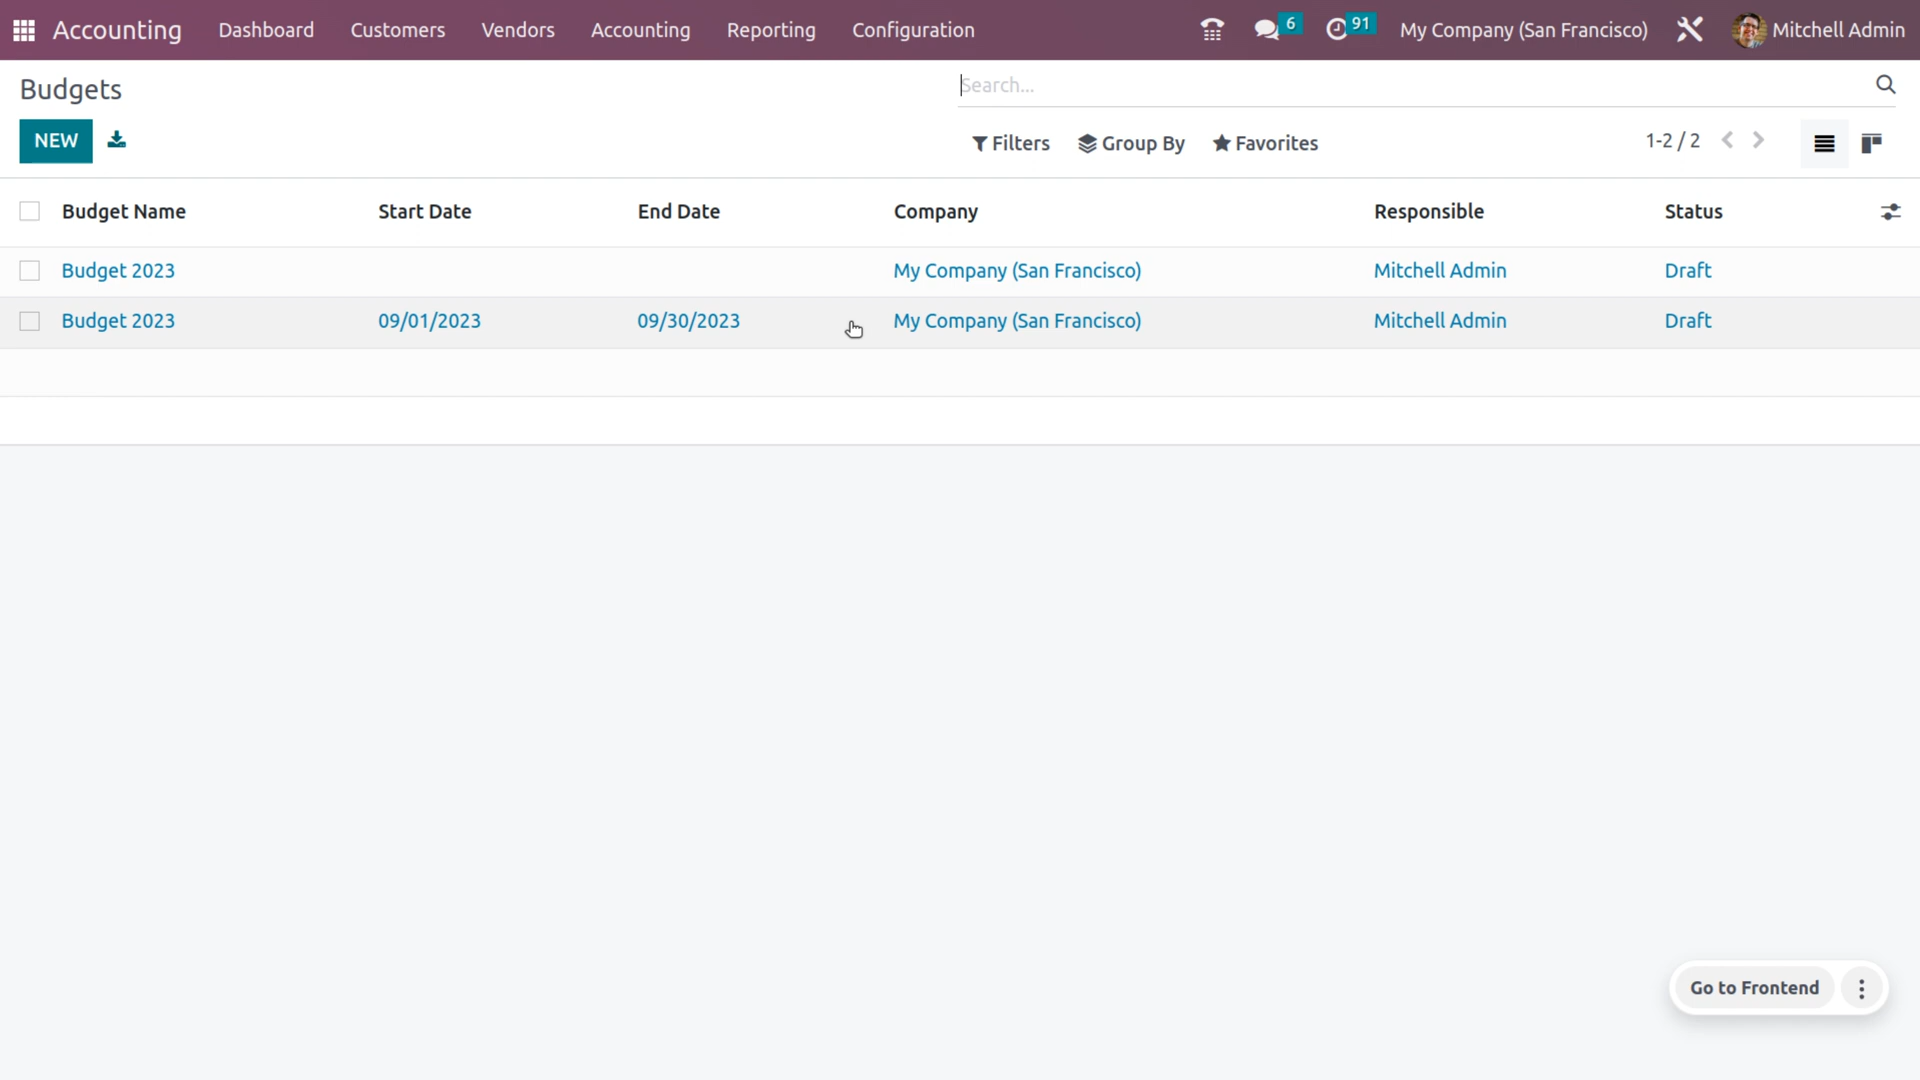 Accounting Dashboard Customers Vendors Accounting Reporting Configuration 6 91 My Company (San Francisco) Mitchell Admin
Budgets Search...
NEW Filters Group By Favorites 1-2 / 2
Budget Name Start Date End Date Company Responsible Status
Budget 2023 My Company (San Francisco) Mitchell Admin Draft
Budget 2023 09/01/2023 09/30/2023 My Company (San Francisco) Mitchell Admin Draft
Go to Frontend